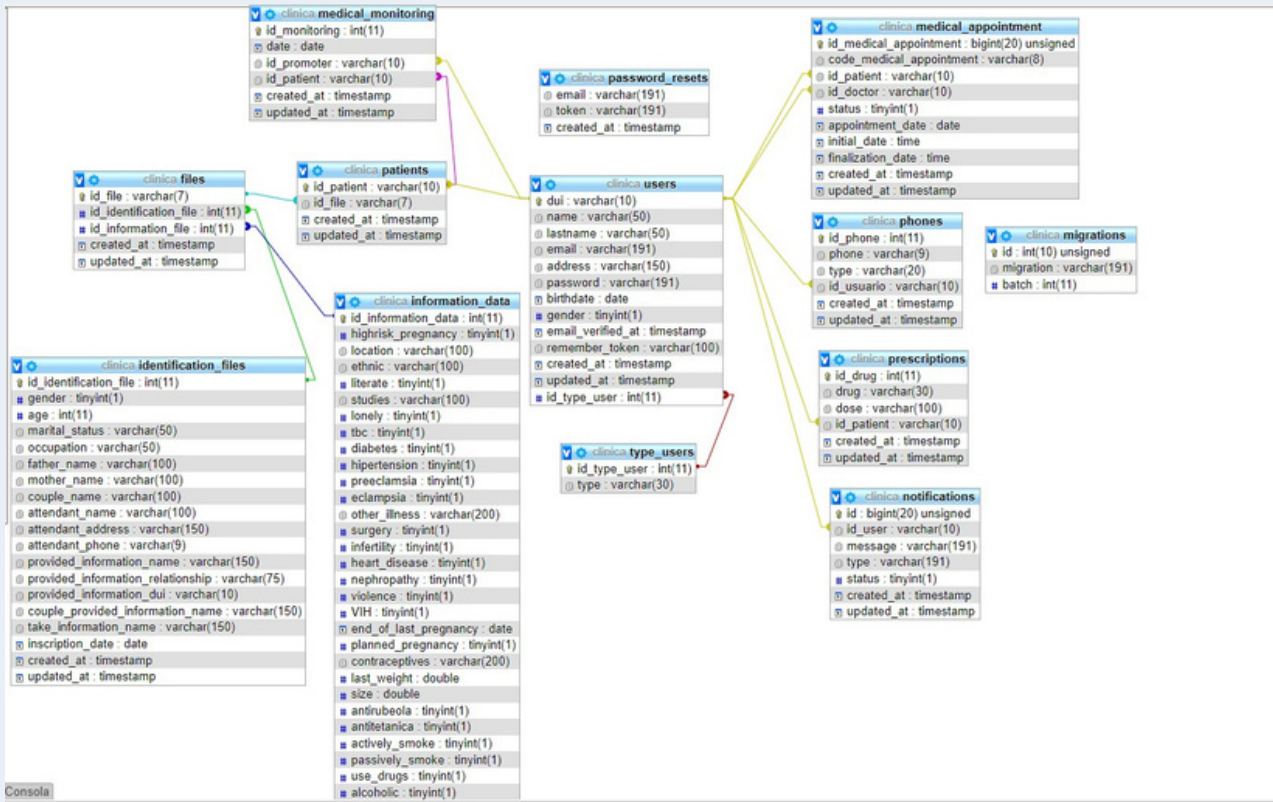 clinica medical_monitoring
id_monitoring : int(11)
date : date
id_promoter : varchar(10)
id_patient : varchar(10)
created_at : timestamp
updated_at : timestamp
clinica password_resets
email : varchar(191)
token : varchar(191)
created_at : timestamp
clinica medical_appointment
id_medical_appointment : bigint(20) unsigned
code_medical_appointment : varchar(8)
id_patient : varchar(10)
id_doctor : varchar(10)
status : tinyint(1)
appointment_date : date
initial_date : time
finalization_date : time
created_at : timestamp
updated_at : timestamp
clinica files
id_file : varchar(7)
id_identification_file : int(11)
id_information_file : int(11)
created_at : timestamp
updated_at : timestamp
clinica patients
id_patient : varchar(10)
id_file : varchar(7)
created_at : timestamp
updated_at : timestamp
clinica users
dui : varchar(10)
name : varchar(50)
lastname : varchar(50)
email : varchar(191)
address : varchar(150)
password : varchar(191)
birthdate : date
gender : tinyint(1)
email_verified_at : timestamp
remember_token : varchar(100)
created_at : timestamp
updated_at : timestamp
id_type_user : int(11)
clinica phones
id_phone : int(11)
phone : varchar(9)
type : varchar(20)
id_usuario : varchar(10)
created_at : timestamp
updated_at : timestamp
clinica migrations
id : int(10) unsigned
migration : varchar(191)
batch : int(11)
clinica information_data
id_information_data : int(11)
highrisk_pregnancy : tinyint(1)
location : varchar(100)
ethnic : varchar(100)
literate : tinyint(1)
studies : varchar(100)
lonely : tinyint(1)
tbc : tinyint(1)
diabetes : tinyint(1)
hipertension : tinyint(1)
preeclamsia : tinyint(1)
eclampsia : tinyint(1)
other_illness : varchar(200)
surgery : tinyint(1)
infertility : tinyint(1)
heart_disease : tinyint(1)
nephropathy : tinyint(1)
violence : tinyint(1)
VIH : tinyint(1)
end_of_last_pregnancy : date
planned_pregnancy : tinyint(1)
contraceptives : varchar(200)
last_weight : double
size : double
antirubeola : tinyint(1)
antitetanica : tinyint(1)
actively_smoke : tinyint(1)
passively_smoke : tinyint(1)
use_drugs : tinyint(1)
alcoholic : tinyint(1)
clinica identification_files
id_identification_file : int(11)
gender : tinyint(1)
age : int(11)
marital_status : varchar(50)
occupation : varchar(50)
father_name : varchar(100)
mother_name : varchar(100)
couple_name : varchar(100)
attendant_name : varchar(100)
attendant_address : varchar(150)
attendant_phone : varchar(9)
provided_information_name : varchar(150)
provided_information_relationship : varchar(75)
provided_information_dui : varchar(10)
couple_provided_information_name : varchar(150)
take_information_name : varchar(150)
inscription_date : date
created_at : timestamp
updated_at : timestamp
clinica prescriptions
id_drug : int(11)
drug : varchar(30)
dose : varchar(100)
id_patient : varchar(10)
created_at : timestamp
updated_at : timestamp
clinica type_users
id_type_user : int(11)
type : varchar(30)
clinica notifications
id : bigint(20) unsigned
id_user : varchar(10)
message : varchar(191)
type : varchar(191)
status : tinyint(1)
created_at : timestamp
updated_at : timestamp
Consola